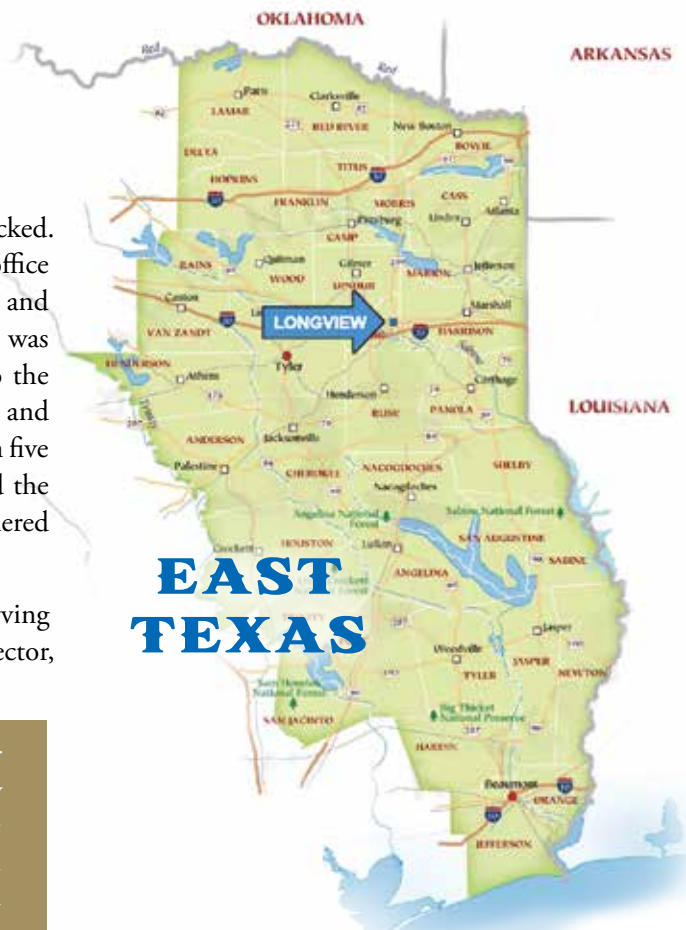 OKLAHOMA
ARKANSAS
Red
Red
Paris
Clarksville
LAMAR
82
RED RIVER
New Boston
BOWIE
DELTA
TITUS
HOPKINS
FRANKLIN
MORRIS
CASS
Linden
Atlanta
Pittsburg
CAMP
RAINS
Quitman
WOOD
Gilmer
UPSHUR
MARION
Jefferson
Canton
Marshall
LONGVIEW
VAN ZANDT
HARRISON
HENDERSON
Tyler
Athens
Henderson
Carthage
RUSK
PANOLA
LOUISIANA
Trinity
ANDERSON
Jacksonville
Palestine
CHEROKEE
NACOGDOCHES
SHELBY
Nacogdoches
Angelina National
Forest
Sabine National Forest
Crockett
HOUSTON
Lufkin
SAN AUGUSTINE
SABINE
ANGELINA
EAST
TEXAS
Jasper
Woodville
TYLER
JASPER
NEWTON
Sam Houston
National Forest
SAN JACINTO
Big Thicket
National Preserve
HARDIN
Beaumont
ORANGE
JEFFERSON
cked.
office
and
was
the
and
five
the
ered
ving
ector,